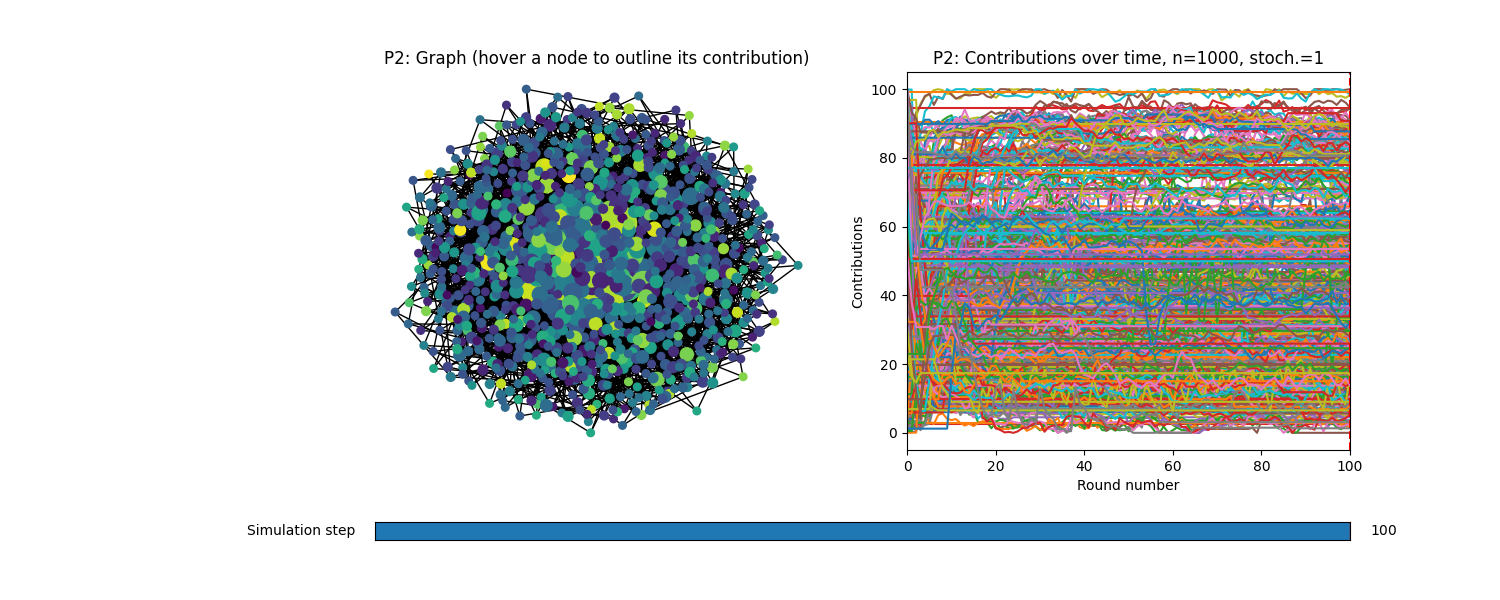 P2: Graph (hover a node to outline its contribution)
P2: Contributions over time, n=1000, stoch.=1
Contributions
100
80
60
40
20
0
0 20 40 60 80 100
Round number
Simulation step 100